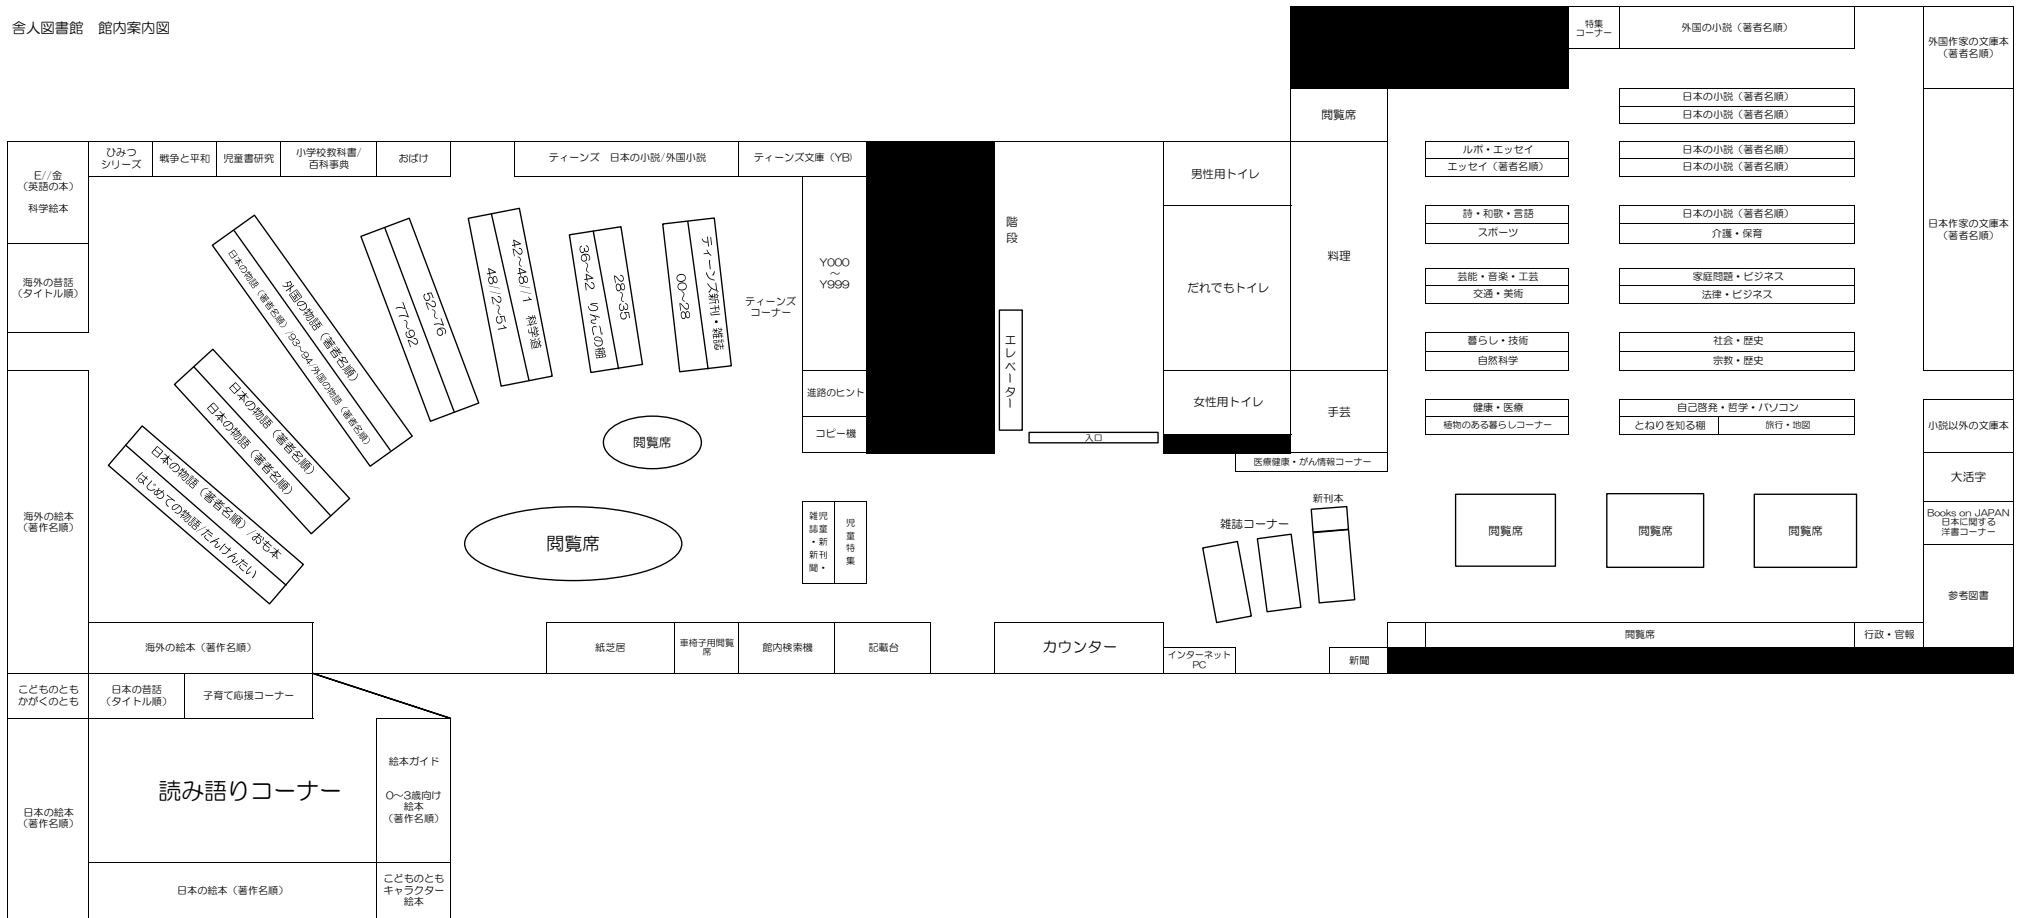 舎人図書館　館内案内図
特集
コーナー
外国の小説（著者名順）
外国作家の文庫本
（著者名順）
閲覧席
日本の小説（著者名順）
日本の小説（著者名順）
日本作家の文庫本
（著者名順）
E//金
（英語の本）
科学絵本
ひみつ
シリーズ
戦争と平和
児童書研究
小学校教科書/
百科事典
おばけ
ティーンズ　日本の小説/外国小説
ティーンズ文庫（YB）
男性用トイレ
ルポ・エッセイ
エッセイ（著者名順）
日本の小説（著者名順）
日本の小説（著者名順）
階段
詩・和歌・言語
スポーツ
日本の小説（著者名順）
介護・保育
海外の昔話
（タイトル順）
日本の物語（著者名順）/93～94/外国の物語（著者名順）
外国の物語（著者名順）
77～92
52～76
48//2～51
42～48//1　科学道
36～42　りんごの棚
28～35
00～28
ティーンズ新刊・雑誌
ティーンズ
コーナー
Y000
～
Y999
だれでもトイレ
料理
芸能・音楽・工芸
交通・美術
家庭問題・ビジネス
法律・ビジネス
エレベーター
暮らし・技術
自然科学
社会・歴史
宗教・歴史
進路のヒント
コピー機
女性用トイレ
手芸
入口
医療健康・がん情報コーナー
健康・医療
植物のある暮らしコーナー
自己啓発・哲学・パソコン
とねりを知る棚
旅行・地図
小説以外の文庫本
大活字
Books on JAPAN
日本に関する
洋書コーナー
参考図書
海外の絵本
（著作名順）
日本の物語（著者名順）
日本の物語（著者名順）
日本の物語（著者名順）/おも本
はじめての物語/たんけんたい
閲覧席
閲覧席
児童新刊・
雑誌・新聞
児童特集
雑誌コーナー
新刊本
閲覧席
閲覧席
閲覧席
海外の絵本（著作名順）
紙芝居
車椅子用閲覧
席
館内検索機
記載台
カウンター
インターネット
PC
新聞
閲覧席
行政・官報
こどものとも
かがくのとも
日本の昔話
（タイトル順）
子育て応援コーナー
読み語りコーナー
絵本ガイド
0～3歳向け
絵本
（著作名順）
日本の絵本
（著作名順）
日本の絵本（著作名順）
こどものとも
キャラクター
絵本